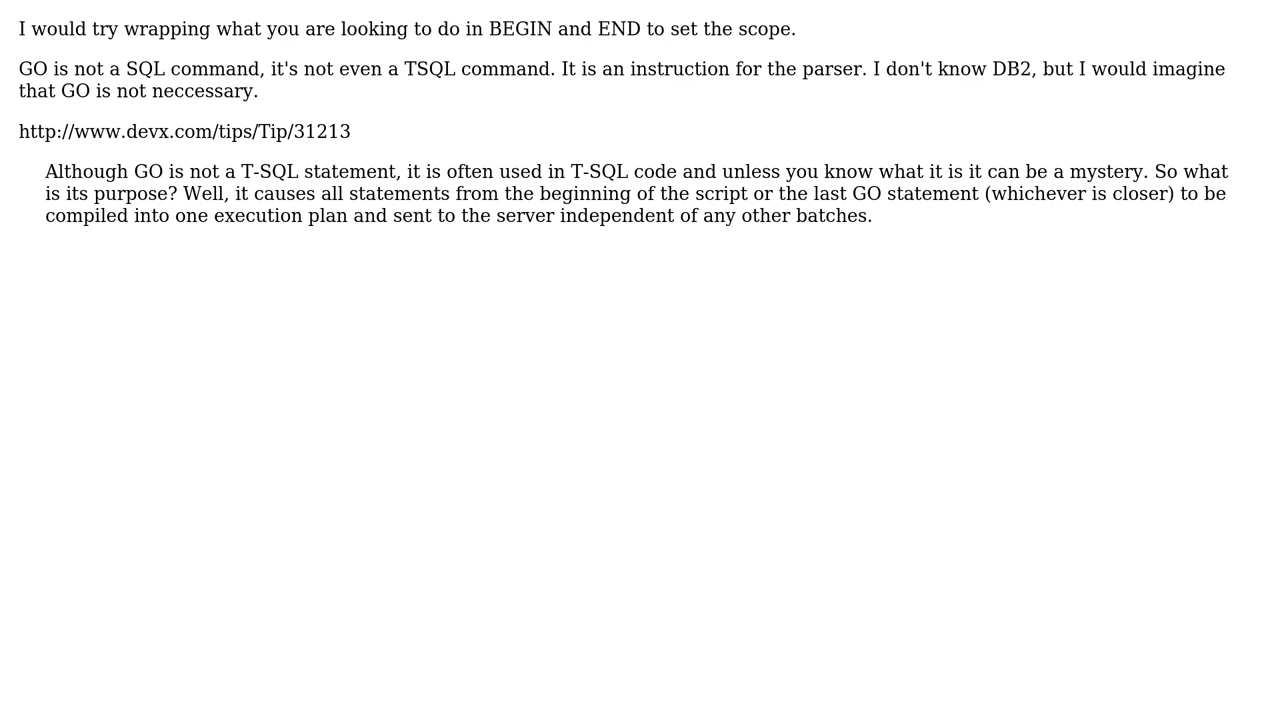 I would try wrapping what you are looking to do in BEGIN and END to set the scope.
GO is not a SQL command, it's not even a TSQL command. It is an instruction for the parser. I don't know DB2, but I would imagine
that GO is not neccessary.
http://www.devx.com/tips/Tip/31213
Although GO is not a T-SQL statement, it is often used in T-SQL code and unless you know what it is it can be a mystery. So what
is its purpose? Well, it causes all statements from the beginning of the script or the last GO statement (whichever is closer) to be
compiled into one execution plan and sent to the server independent of any other batches.